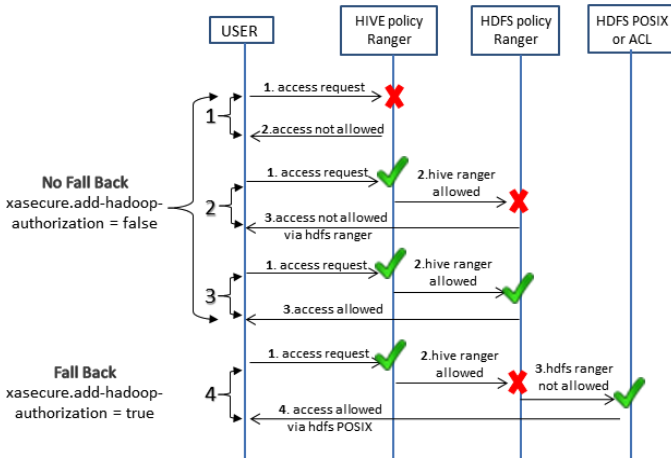 USER
HIVE policy
Ranger
HDFS policy
Ranger
HDFS POSIX
or ACL
No Fall Back
xasecure.add-hadoop-
authorization = false
1
1. access request
2.access not allowed
2
1. access request
2.hive ranger
allowed
3.access not allowed
via hdfs ranger
3
1. access request
2.hive ranger
allowed
3.access allowed
Fall Back
xasecure.add-hadoop-
authorization = true
4
1. access request
2.hive ranger
allowed
3.hdfs ranger
not allowed
4. access allowed
via hdfs POSIX